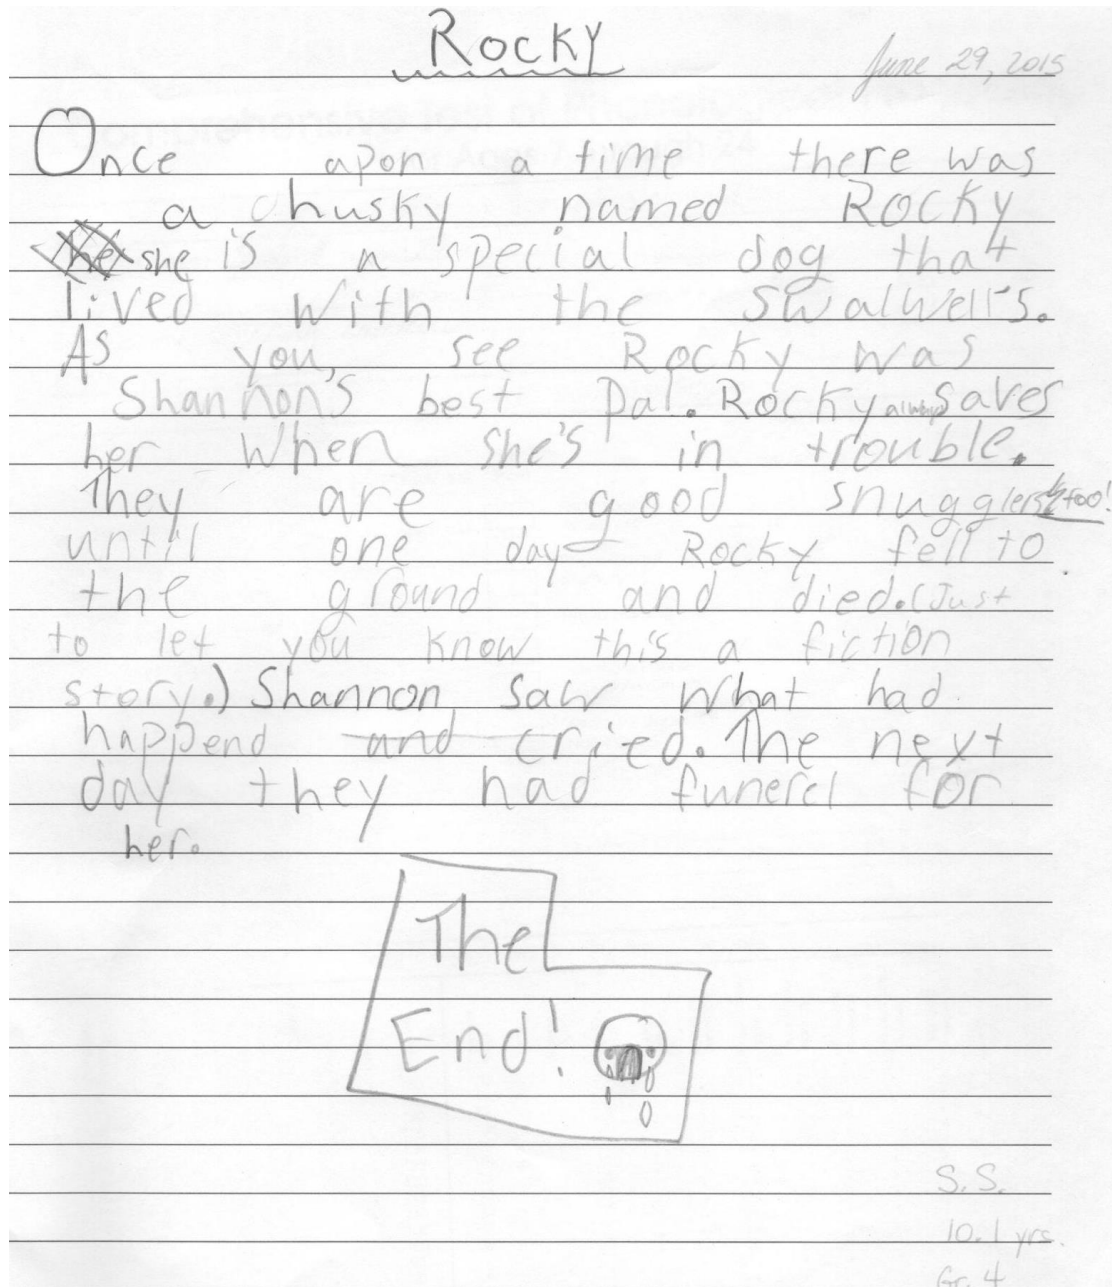 Rocky
June 29, 2015
Once apon a time there was
a husky named Rocky
she is a special dog that
lived with the Swalwell's.
As you, see Rocky was
Shannon's best pal. Rocky always saves
her when she's in trouble.
They are good snugglers too!
until one day Rocky fell to
the ground and died. (Just
to let you know this a fiction
story.) Shannon saw what had
happend and cried. The next
day they had funerel for
her.
The
End!
S.S.
10.1 yrs.
Gr. 4